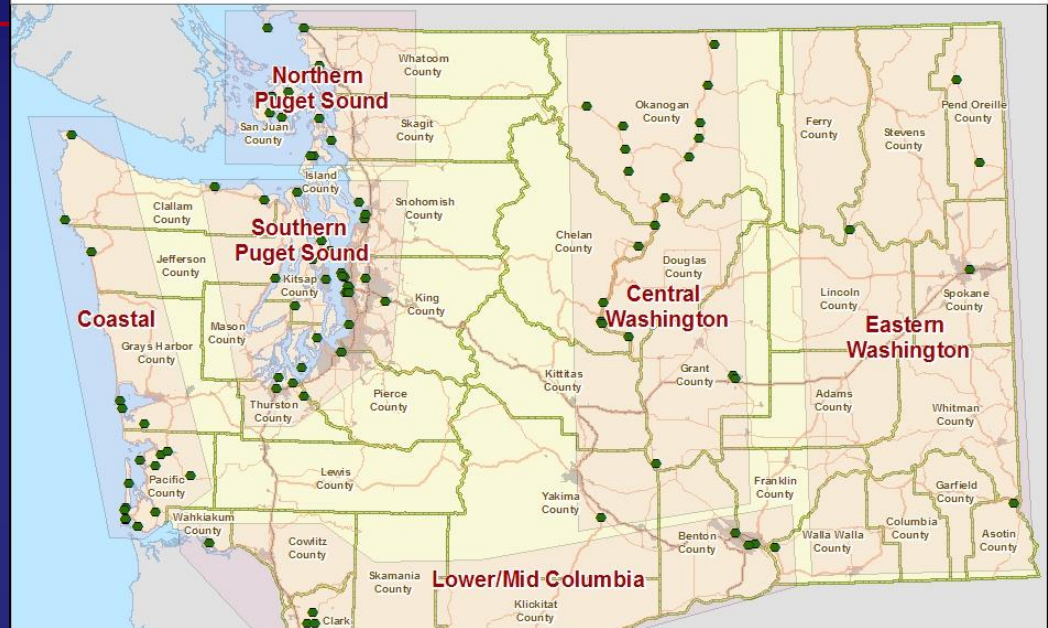 Whatcom
County
Northern
Puget Sound
San Juan
County
Skagit
County
Okanogan
County
Ferry
County
Stevens
County
Pend Oreille
County
Island
County
Clallam
County
Snohomish
County
Southern
Puget Sound
Jefferson
County
Kitsap
County
Chelan
County
Douglas
County
Central
Washington
Lincoln
County
Spokane
County
Eastern
Washington
Coastal
Grays Harbor
County
Mason
County
King
County
Kittitas
County
Grant
County
Adams
County
Whitman
County
Thurston
County
Pierce
County
Pacific
County
Lewis
County
Yakima
County
Franklin
County
Garfield
County
Wahkiakum
County
Cowlitz
County
Benton
County
Walla Walla
County
Columbia
County
Asotin
County
Skamania
County
Lower/Mid Columbia
Klickitat
County
Clark